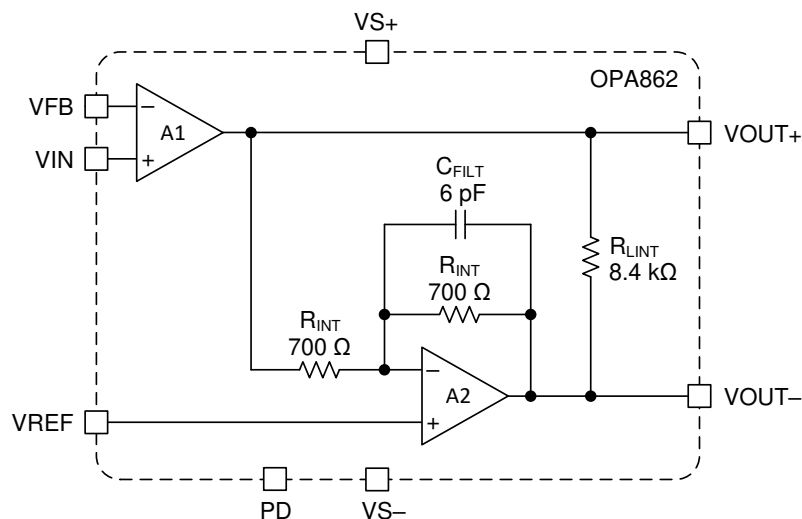 VS+
OPA862
VFB
−
A1
VIN
+
VOUT+
CFILT
6 pF
RINT
700 Ω
RLINT
8.4 kΩ
RINT
700 Ω
−
A2
+
VREF
VOUT−
PD
VS−